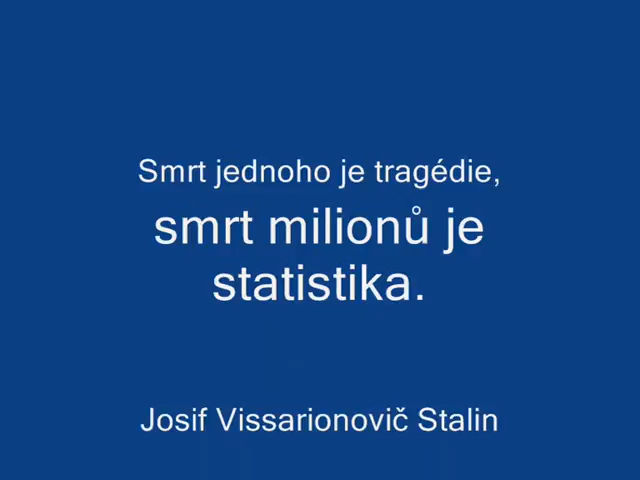 Smrt jednoho je tragédie,
smrt milionů je
statistika.
Josif Vissarionovič Stalin